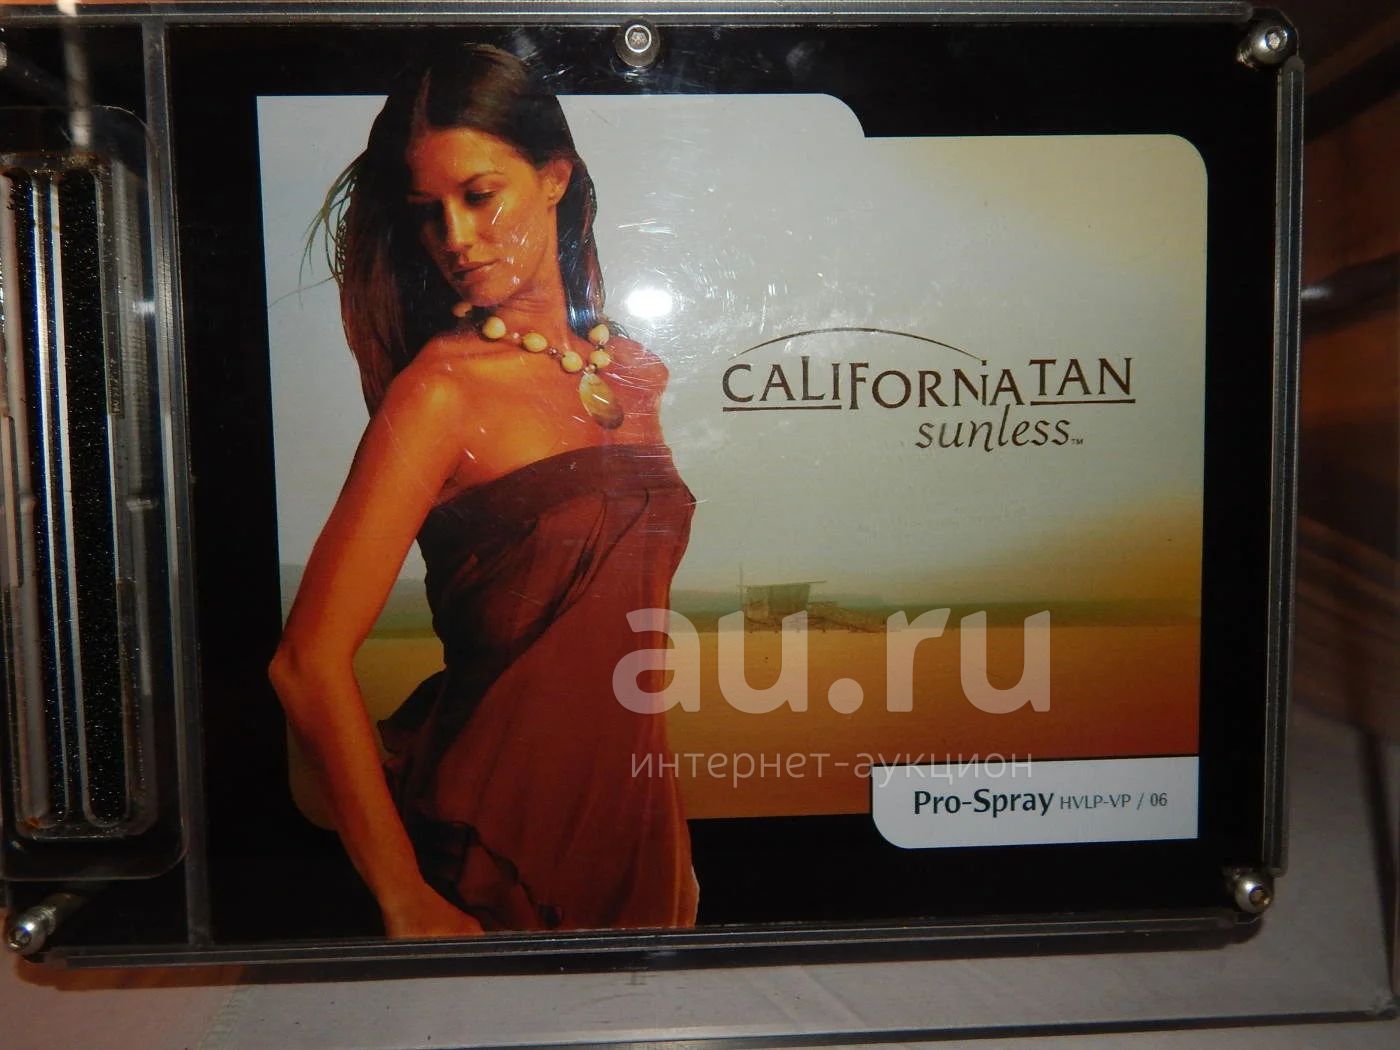 CALIFORNiA TAN
sunless™
au.ru
интернет-аукцион
Pro-Spray HVLP-VP / 06